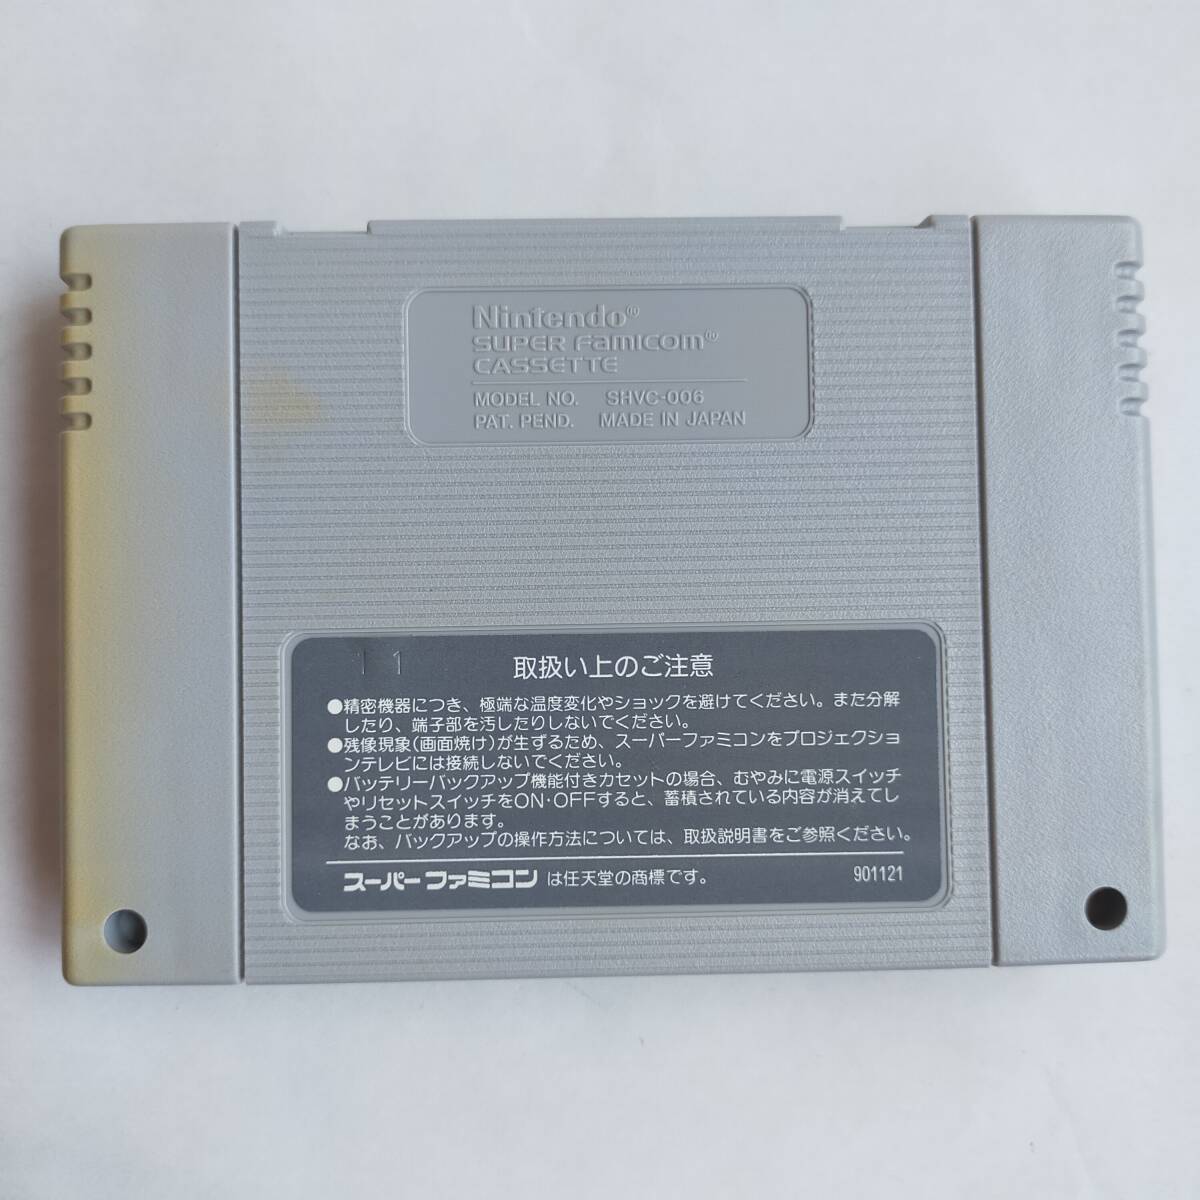 Nintendo®
SUPER FAMICOM®
CASSETTE
MODEL NO. SHVC-006
PAT. PEND. MADE IN JAPAN
11
取扱い上のご注意
●精密機器につき、極端な温度変化やショックを避けてください。また分解
したり、端子部を汚したりしないでください。
●残像現象(画面焼け)が生ずるため、スーパーファミコンをプロジェクショ
ンテレビには接続しないでください。
●バッテリーバックアップ機能付きカセットの場合、むやみに電源スイッチ
やリセットスイッチをON・OFFすると、蓄積されている内容が消えてし
まうことがあります。
なお、バックアップの操作方法については、取扱説明書をご参照ください。
スーパーファミコンは任天堂の商標です。 901121